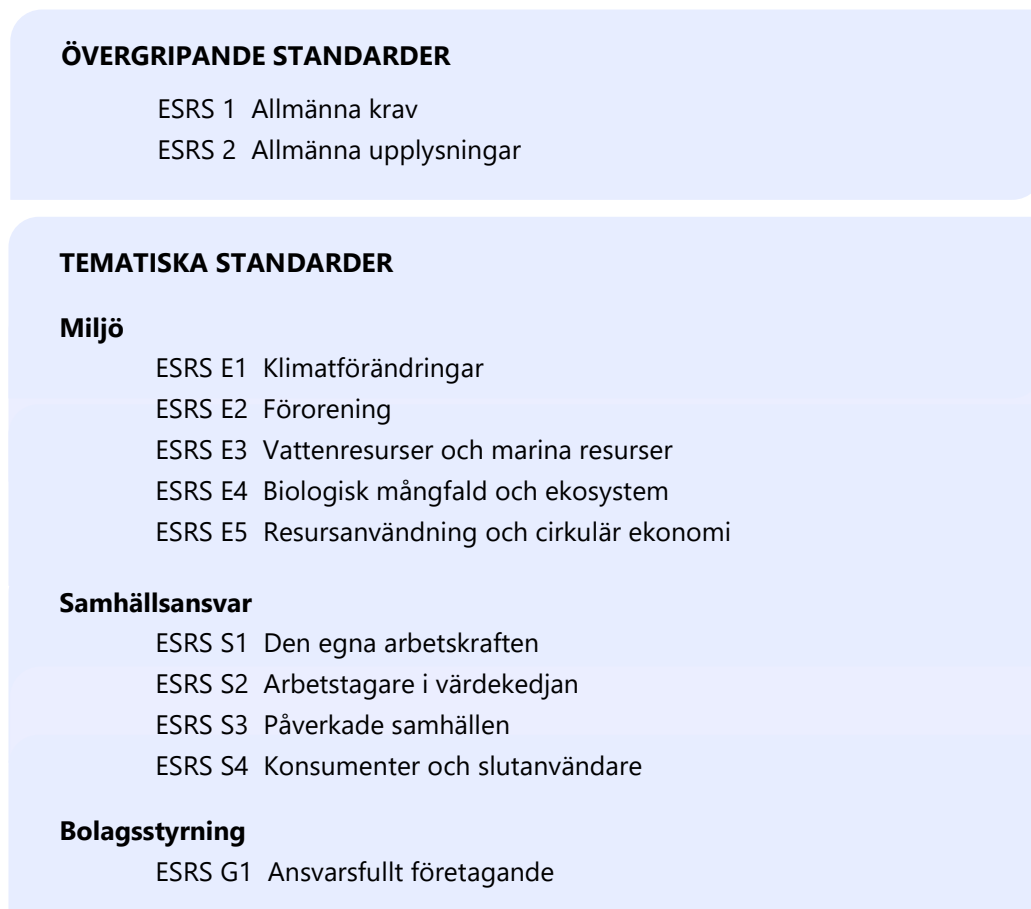 ÖVERGRIPANDE STANDARDER
ESRS 1 Allmänna krav
ESRS 2 Allmänna upplysningar
TEMATISKA STANDARDER
Miljö
ESRS E1 Klimatförändringar
ESRS E2 Förorening
ESRS E3 Vattenresurser och marina resurser
ESRS E4 Biologisk mångfald och ekosystem
ESRS E5 Resursanvändning och cirkulär ekonomi
Samhällsansvar
ESRS S1 Den egna arbetskraften
ESRS S2 Arbetstagare i värdekedjan
ESRS S3 Påverkade samhällen
ESRS S4 Konsumenter och slutanvändare
Bolagsstyrning
ESRS G1 Ansvarsfullt företagande